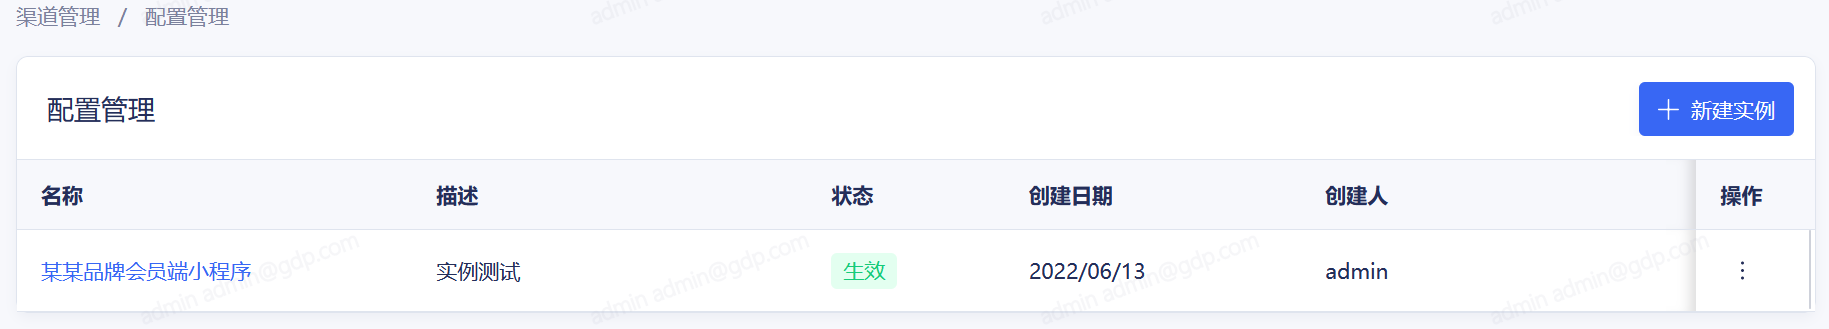 渠道管理 / 配置管理
配置管理
新建实例
名称 描述 状态 创建日期 创建人 操作
某某品牌会员端小程序 实例测试 生效 2022/06/13 admin
admin admin@gdp.com admin admin@gdp.com admin admin@gdp.com admin admin@gdp.com